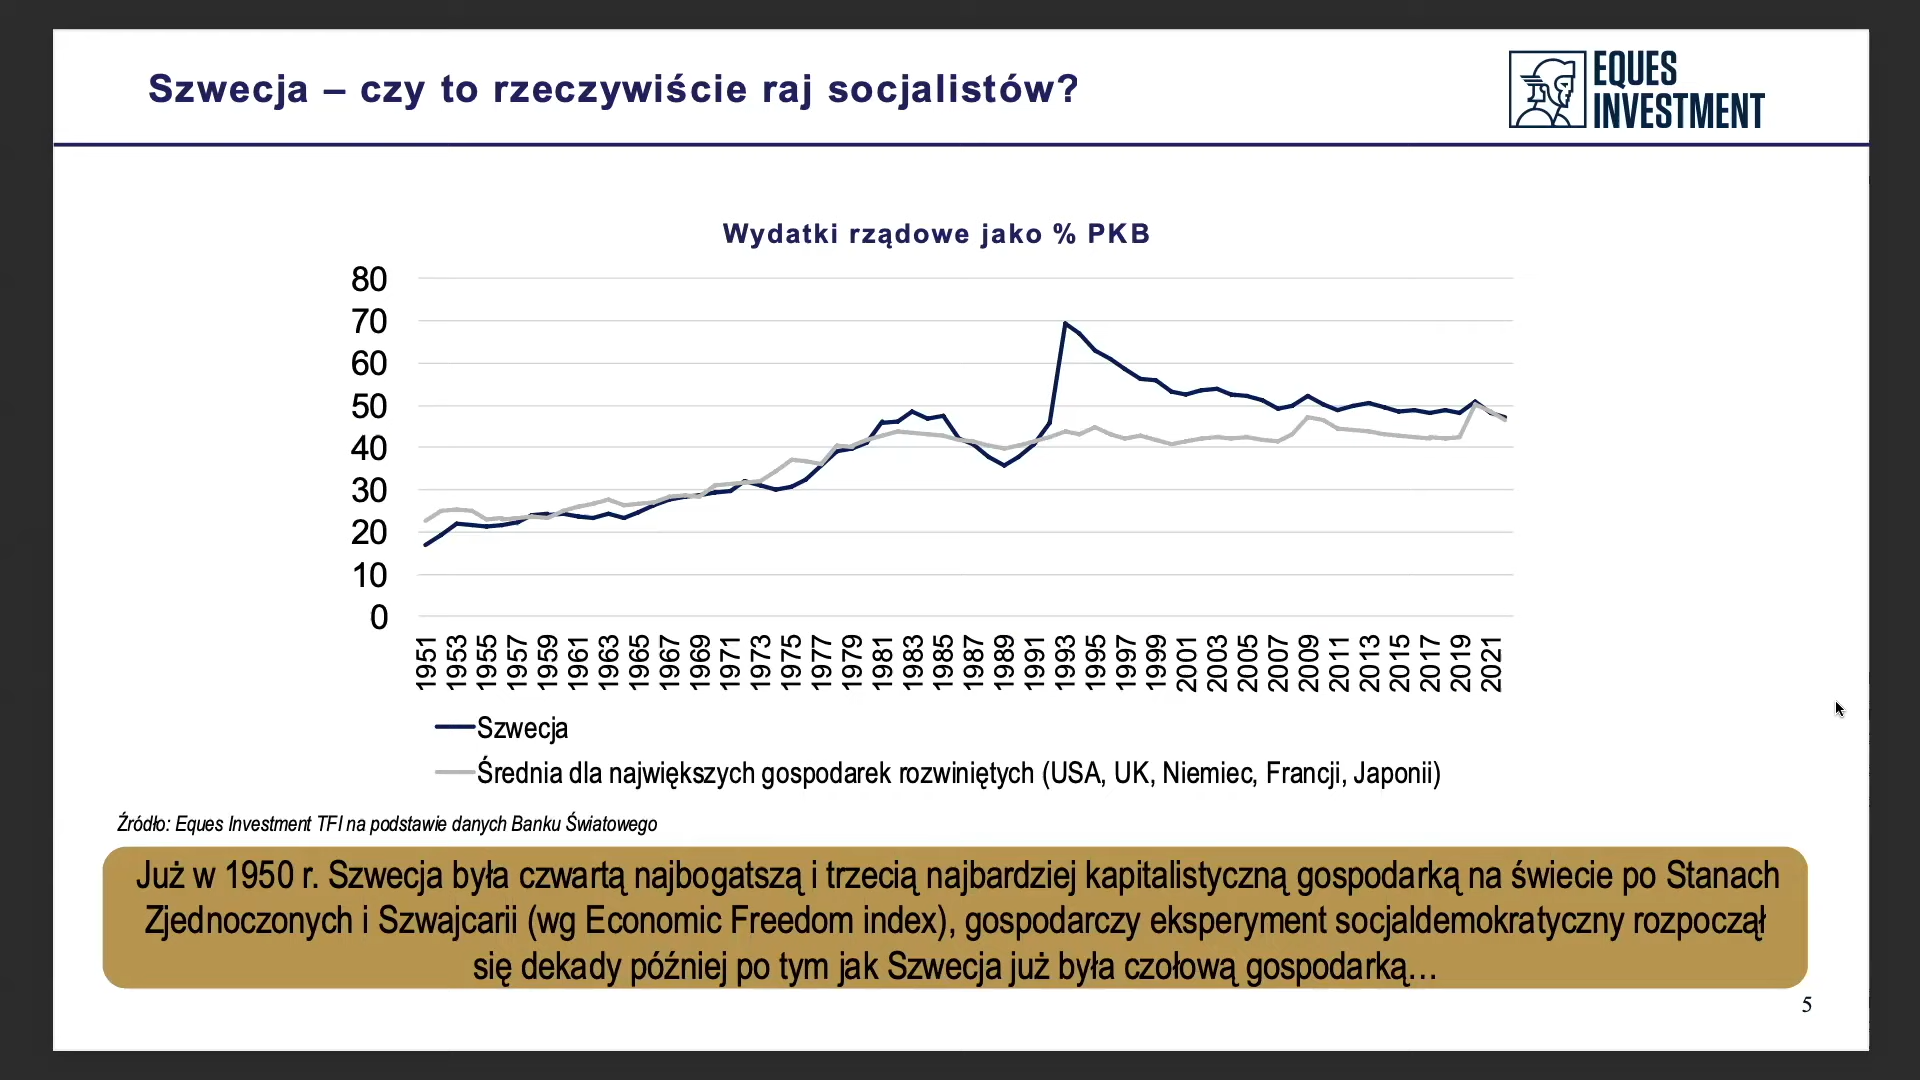 Szwecja – czy to rzeczywiście raj socjalistów?
EQUES
INVESTMENT
Wydatki rządowe jako % PKB
80
70
60
50
40
30
20
10
0
1951 1953 1955 1957 1959 1961 1963 1965 1967 1969 1971 1973 1975 1977 1979 1981 1983 1985 1987 1989 1991 1993 1995 1997 1999 2001 2003 2005 2007 2009 2011 2013 2015 2017 2019 2021
Szwecja
Średnia dla największych gospodarek rozwiniętych (USA, UK, Niemiec, Francji, Japonii)
Źródło: Eques Investment TFI na podstawie danych Banku Światowego
Już w 1950 r. Szwecja była czwartą najbogatszą i trzecią najbardziej kapitalistyczną gospodarką na świecie po Stanach
Zjednoczonych i Szwajcarii (wg Economic Freedom index), gospodarczy eksperyment socjaldemokratyczny rozpoczął
się dekady później po tym jak Szwecja już była czołową gospodarką…
5